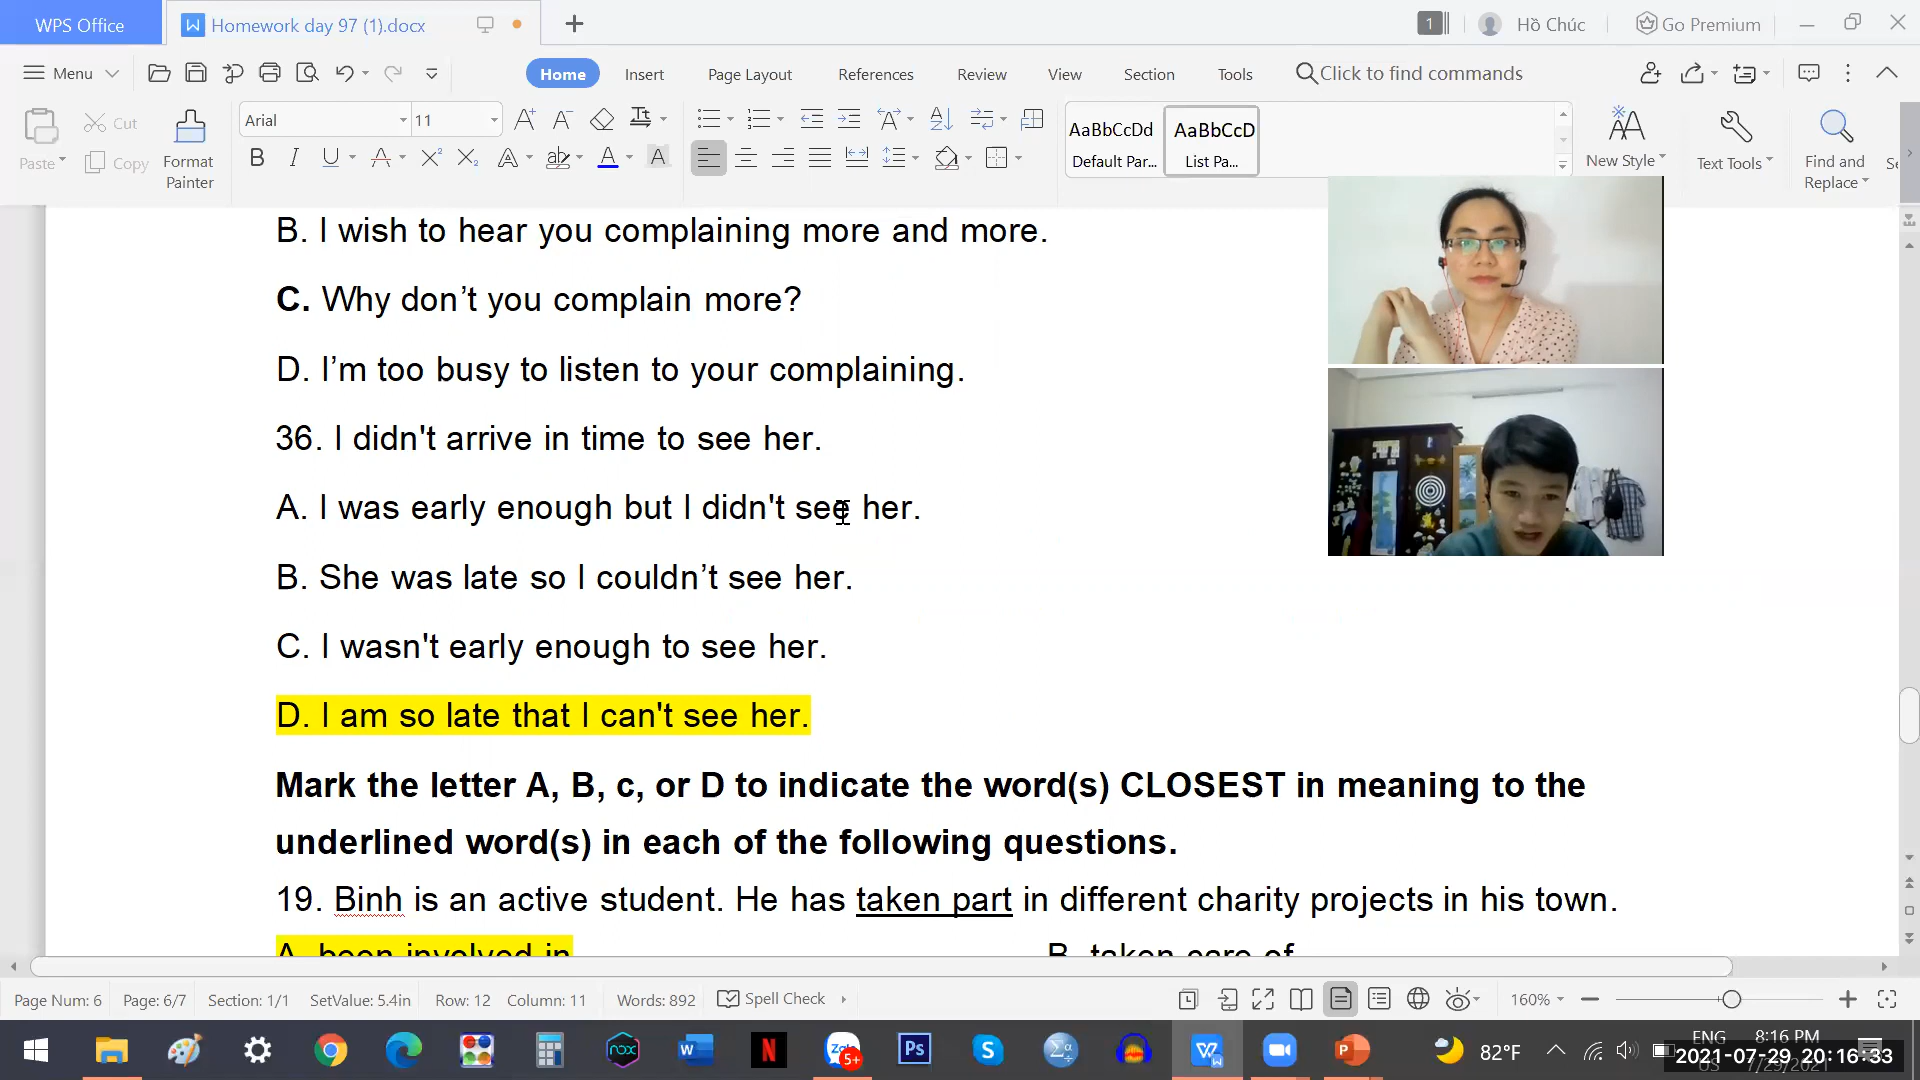 WPS Office
Homework day 97 (1).docx
1
Hồ Chúc
Go Premium
Menu
Home
Insert
Page Layout
References
Review
View
Section
Tools
Click to find commands
Paste
Cut
Copy
Format
Painter
Arial
11
AaBbCcDd
Default Par...
AaBbCcD
List Pa...
New Style
Text Tools
Find and
Replace
B. I wish to hear you complaining more and more.
C. Why don’t you complain more?
D. I’m too busy to listen to your complaining.
36. I didn't arrive in time to see her.
A. I was early enough but I didn't see her.
B. She was late so I couldn’t see her.
C. I wasn't early enough to see her.
D. I am so late that I can't see her.
Mark the letter A, B, c, or D to indicate the word(s) CLOSEST in meaning to the
underlined word(s) in each of the following questions.
19. Binh is an active student. He has taken part in different charity projects in his town.
A. been involved in
B. taken care of
Page Num: 6
Page: 6/7
Section: 1/1
SetValue: 5.4in
Row: 12
Column: 11
Words: 892
Spell Check
160%
82°F
ENG
8:16 PM
2021-07-29 20:16:33